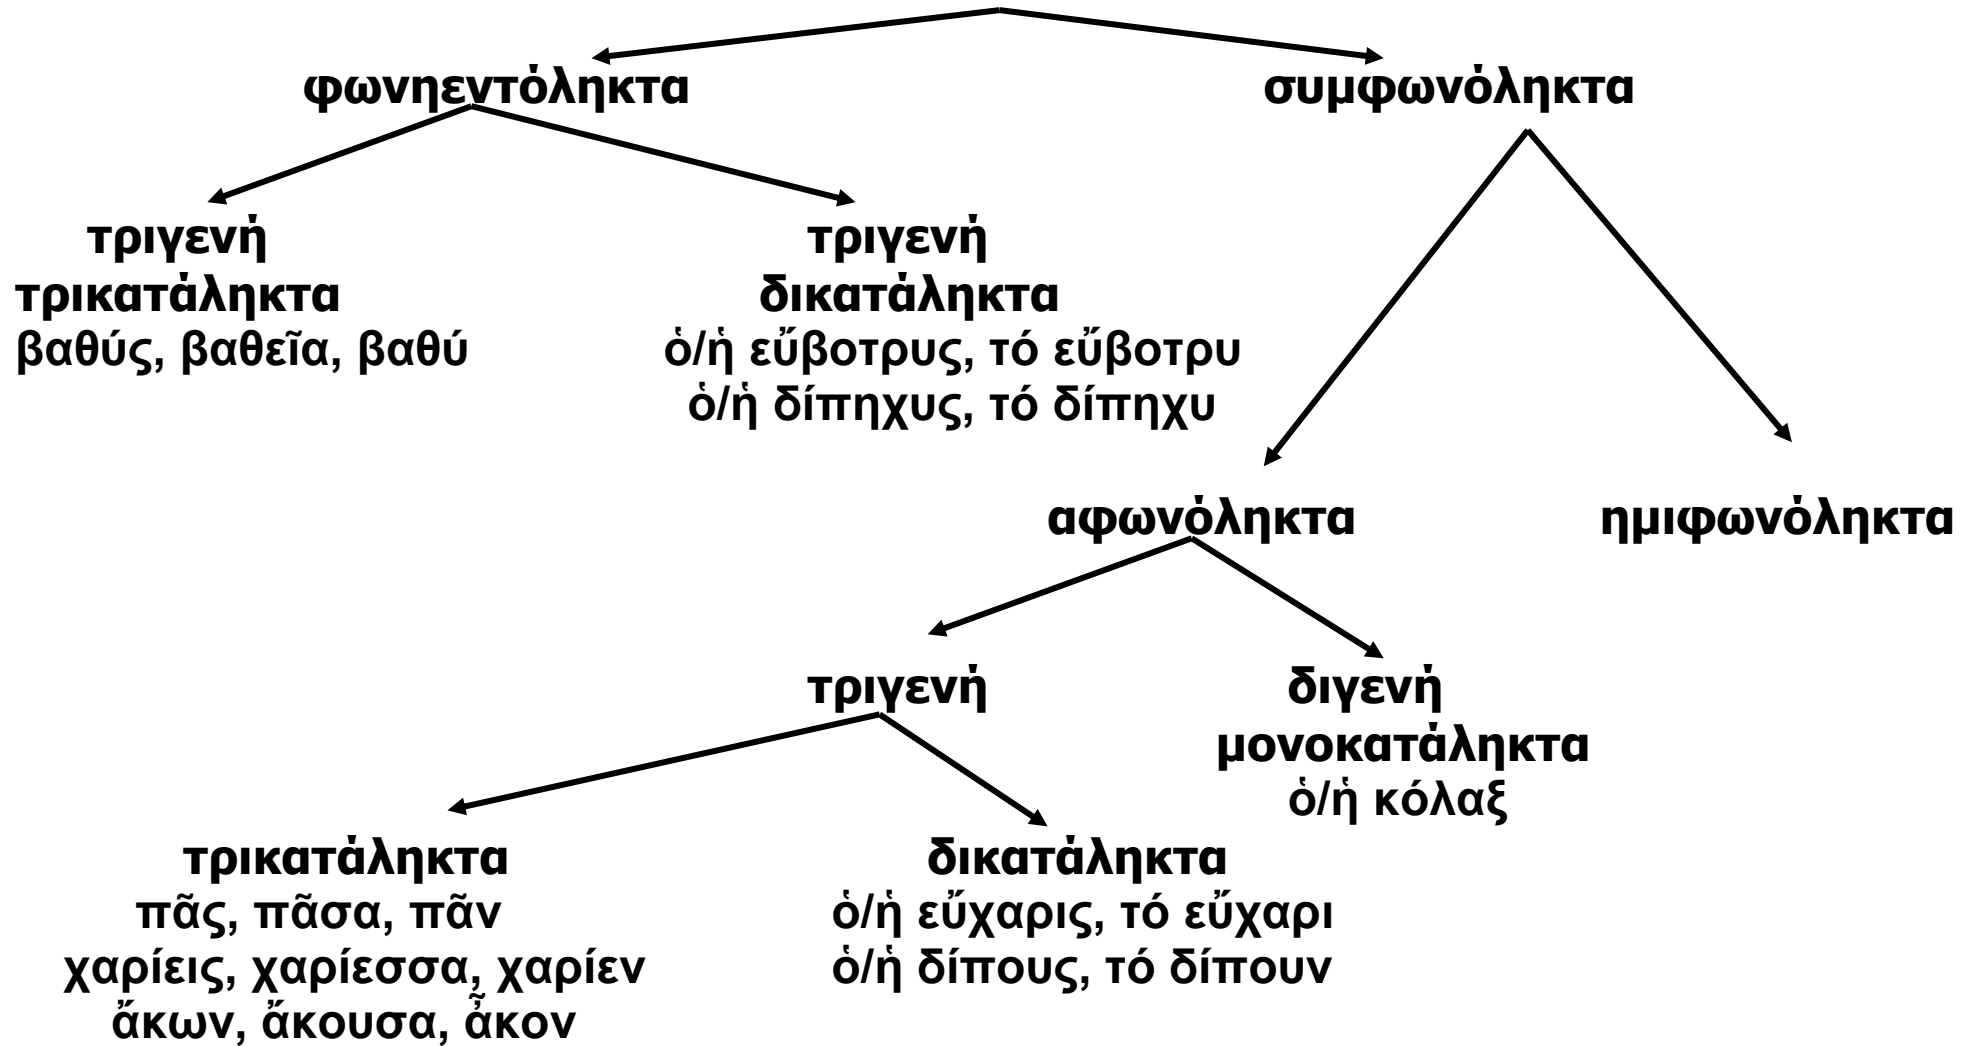 φωνηεντόληκτα
συμφωνόληκτα
τριγενή
τρικατάληκτα
βαθύς, βαθεῖα, βαθύ
τριγενή
δικατάληκτα
ὁ/ἡ εὔβοτρυς, τό εὔβοτρυ
ὁ/ἡ δίπηχυς, τό δίπηχυ
αφωνόληκτα
ημιφωνόληκτα
τριγενή
διγενή
μονοκατάληκτα
ὁ/ἡ κόλαξ
τρικατάληκτα
πᾶς, πᾶσα, πᾶν
χαρίεις, χαρίεσσα, χαρίεν
ἄκων, ἄκουσα, ἆκον
δικατάληκτα
ὁ/ἡ εὔχαρις, τό εὔχαρι
ὁ/ἡ δίπους, τό δίπουν